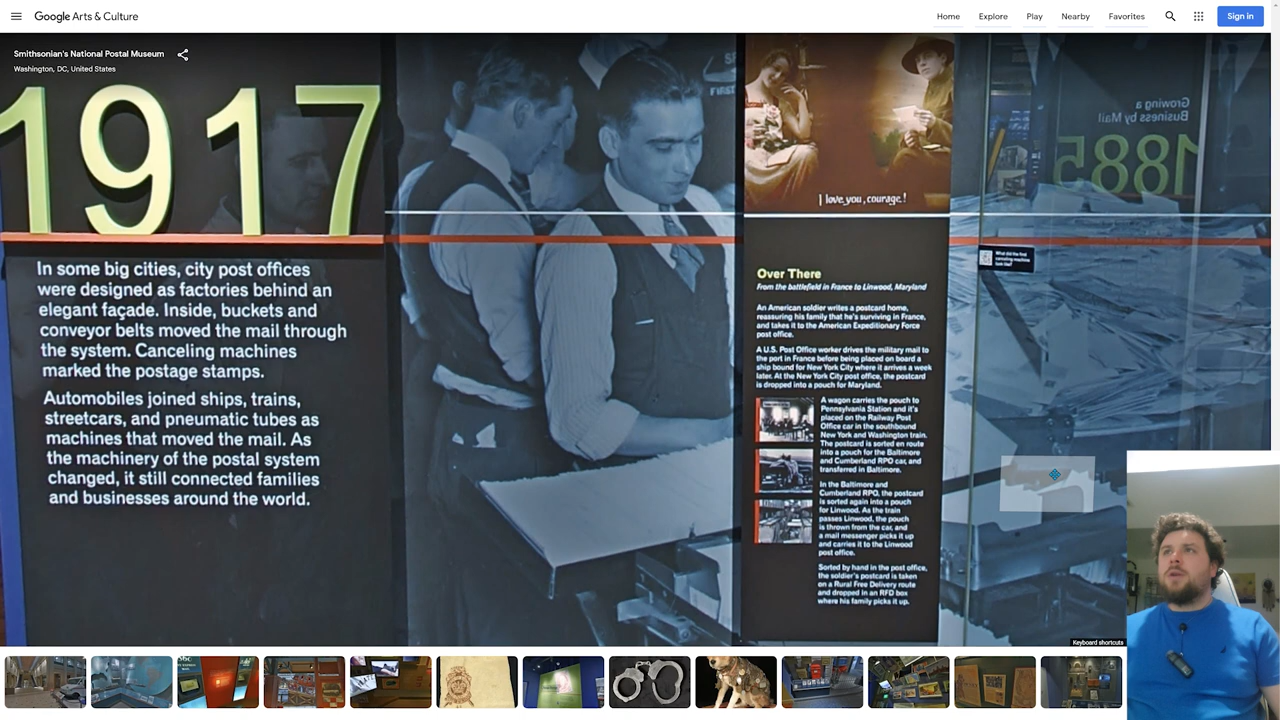 Google Arts & Culture
Home
Explore
Play
Nearby
Favorites
Sign in
Smithsonian's National Postal Museum
Washington, DC, United States
1917
In some big cities, city post offices
were designed as factories behind an
elegant façade. Inside, buckets and
conveyor belts moved the mail through
the system. Canceling machines
marked the postage stamps.
Automobiles joined ships, trains,
streetcars, and pneumatic tubes as
machines that moved the mail. As
the machinery of the postal system
changed, it still connected families
and businesses around the world.
I love you, courage!
Over There
From the battlefield in France to Linwood, Maryland
An American soldier writes a postcard home,
reassuring his family that he's surviving in France,
and takes it to the American Expeditionary Force
post office.
A U.S. Post Office worker drives the military mail to
the port in France before being placed on board a
ship bound for New York City where it arrives a week
later. At the New York City post office, the postcard
is dropped into a pouch for Maryland.
A wagon carries the pouch to
Pennsylvania Station and it's
placed on the Railway Post
Office car in the southbound
New York and Washington train.
The postcard is sorted en route
into a pouch for the Baltimore
and Cumberland RPO car, and
transferred in Baltimore.
In the Baltimore and
Cumberland RPO, the postcard
is sorted again into a pouch
for Linwood. As the train
passes Linwood, the pouch
is thrown from the car, and
a mail messenger picks it up
and carries it to the Linwood
post office.
Sorted by hand in the post office,
the soldier's postcard is taken
on a Rural Free Delivery route
and dropped in an RFD box
where his family picks it up.
Growing a
Business by Mail
1885
What did the first
canceling machine
look like?
Keyboard shortcuts